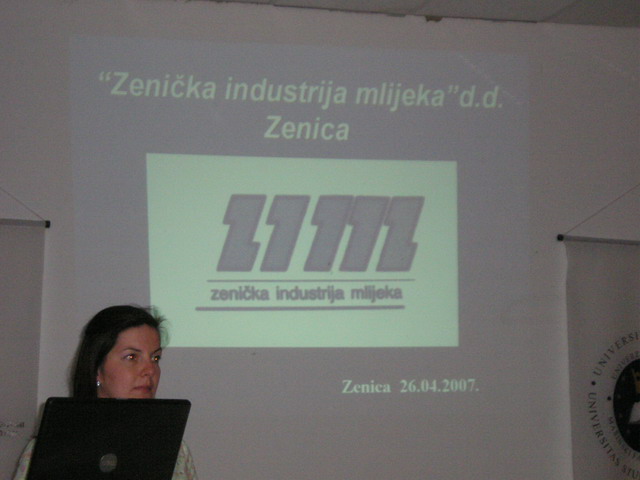 “Zenička industrija mlijeka”d.d.
Zenica
zim
zenička industrija mlijeka
Zenica 26.04.2007.